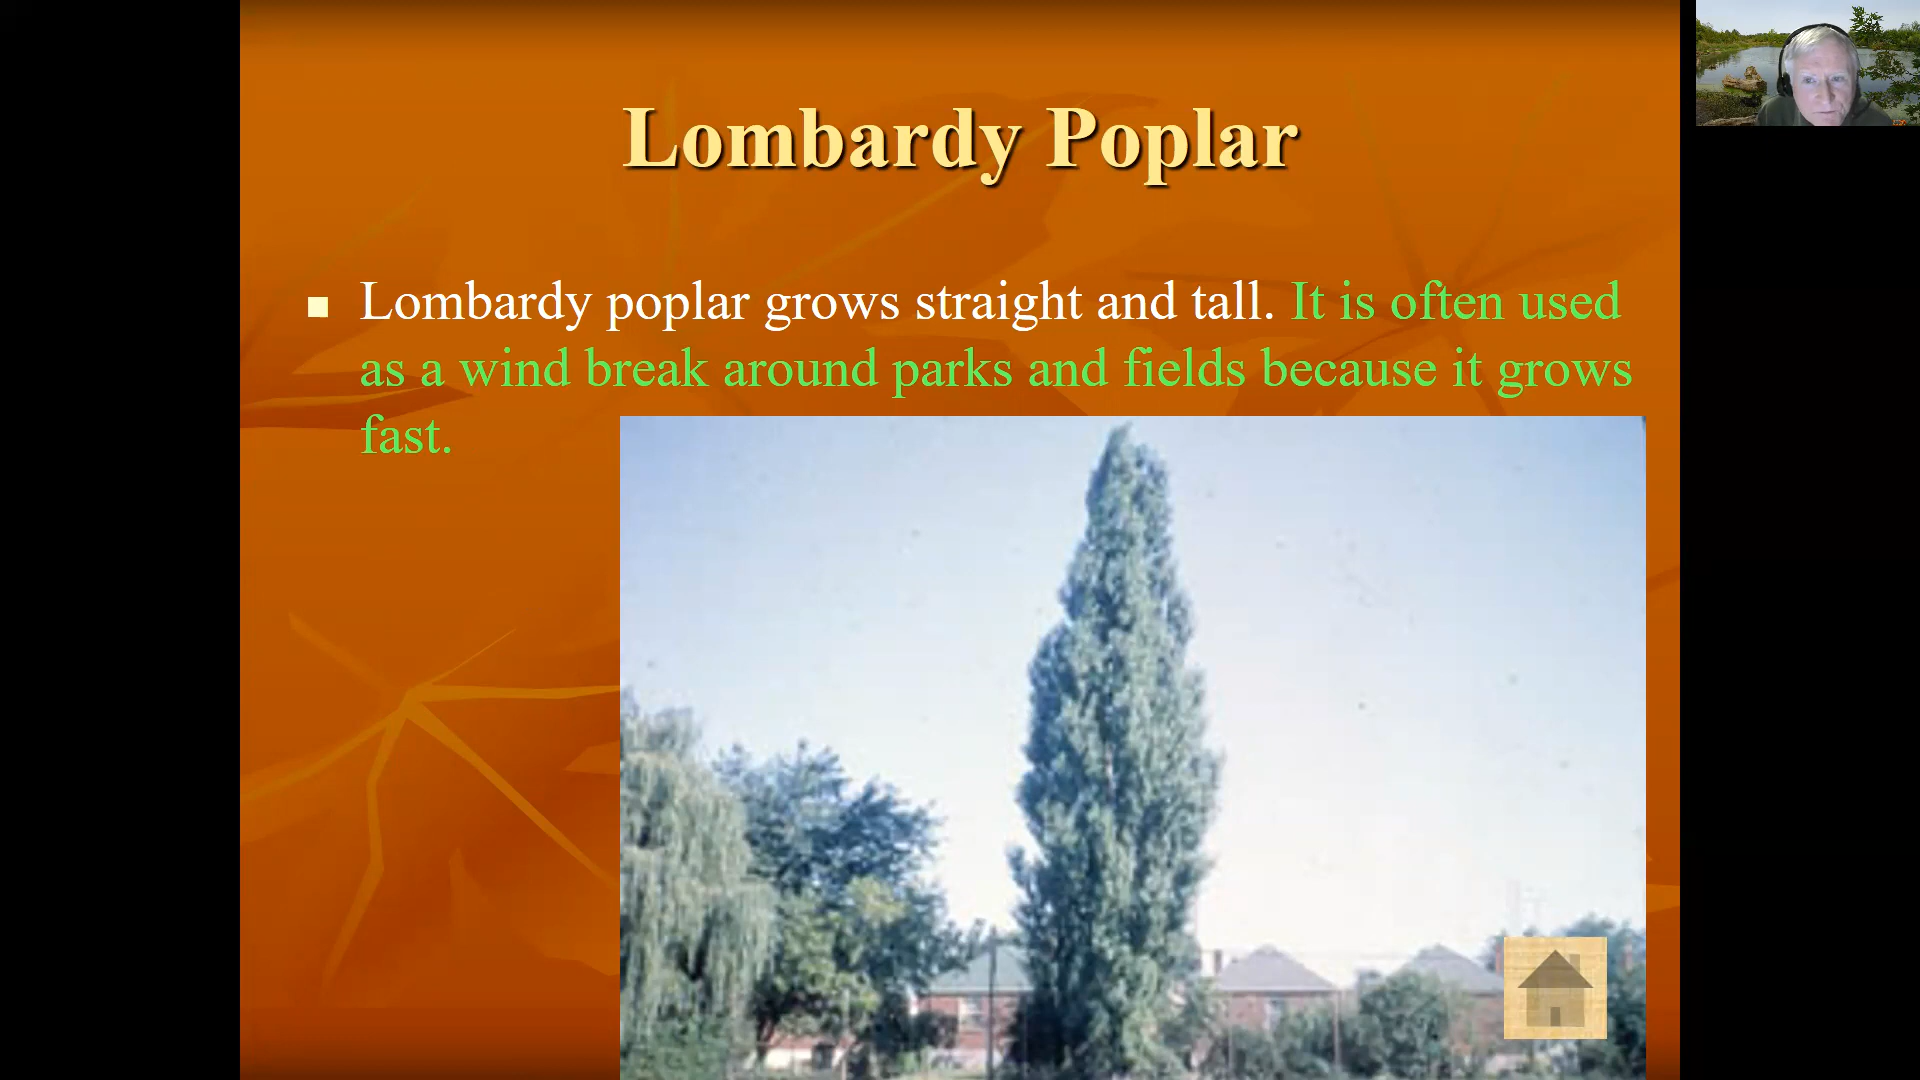 Lombardy Poplar
Lombardy poplar grows straight and tall. It is often used
as a wind break around parks and fields because it grows
fast.